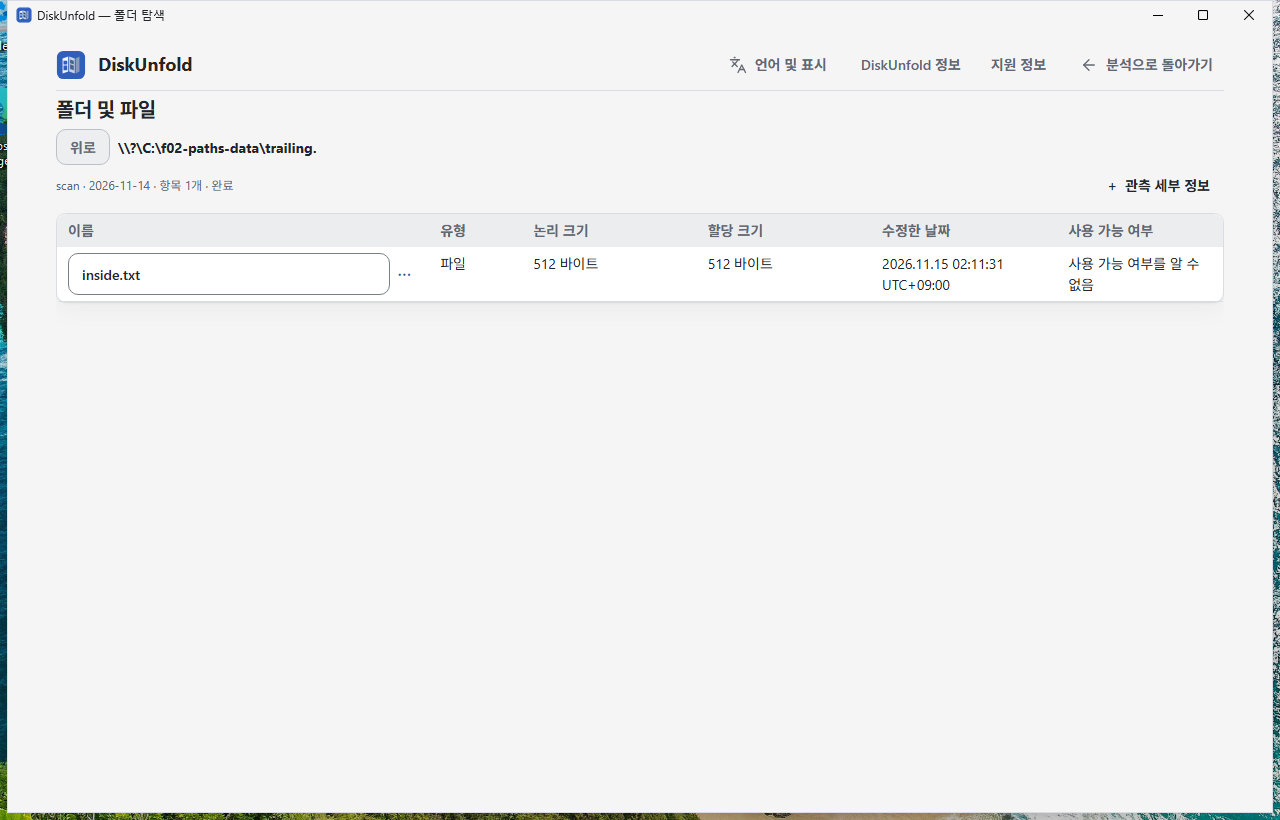 DiskUnfold — 폴더 탐색
DiskUnfold
언어 및 표시
DiskUnfold 정보
지원 정보
← 분석으로 돌아가기
폴더 및 파일
위로
\\?\C:\f02-paths-data\trailing.
scan · 2026-11-14 · 항목 1개 · 완료
+ 관측 세부 정보
이름 유형 논리 크기 할당 크기 수정한 날짜 사용 가능 여부
inside.txt ... 파일 512 바이트 512 바이트 2026.11.15 02:11:31 사용 가능 여부를 알 수
UTC+09:00 없음